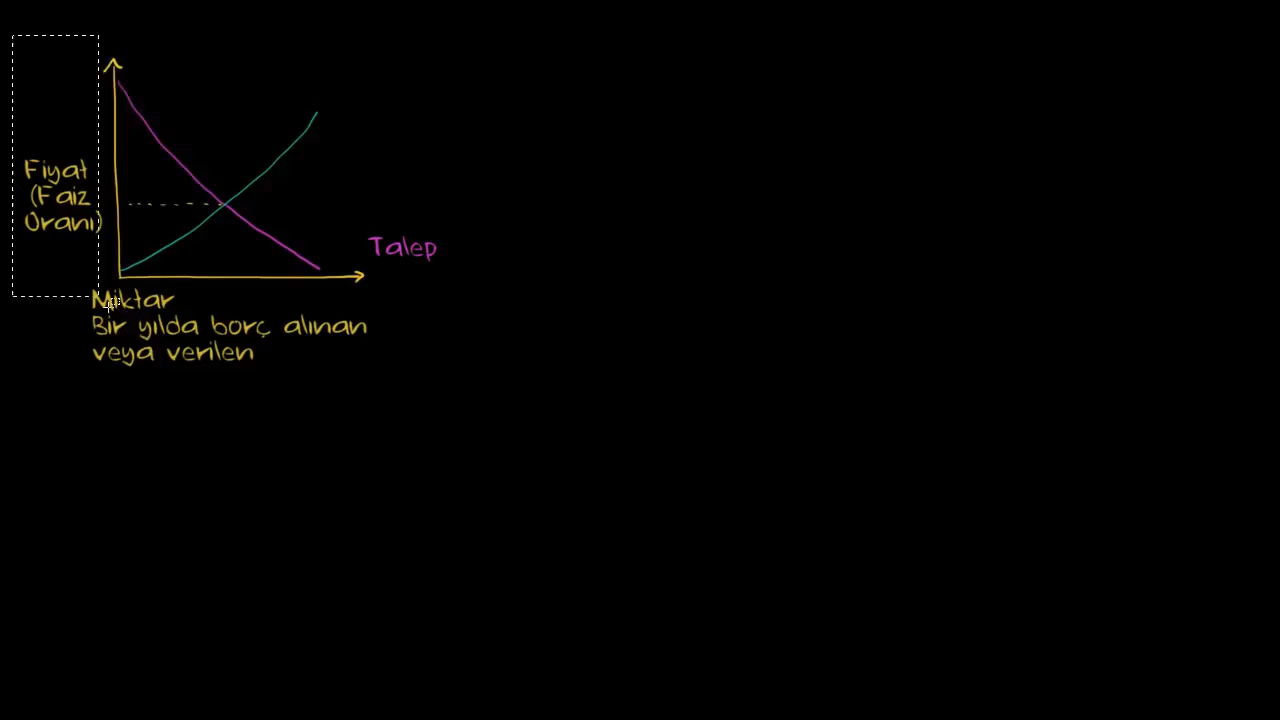 Fiyat
(Faiz
Oranı)
Talep
Miktar
Bir yılda borç alınan
veya verilen